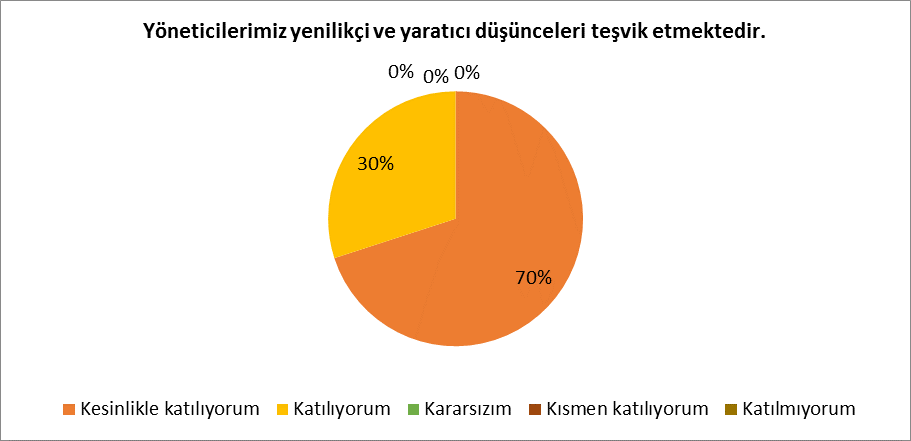 Yöneticilerimiz yenilikçi ve yaratıcı düşünceleri teşvik etmektedir.
0% 0% 0%
30%
70%
Kesinlikle katılıyorum Katılıyorum Kararsızım Kısmen katılıyorum Katılmıyorum